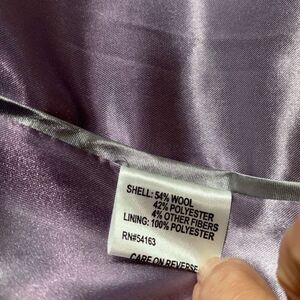 SHELL: 54% WOOL
42% POLYESTER
4% OTHER FIBERS
LINING: 100% POLYESTER
RN#54163
CARE ON REVERSE